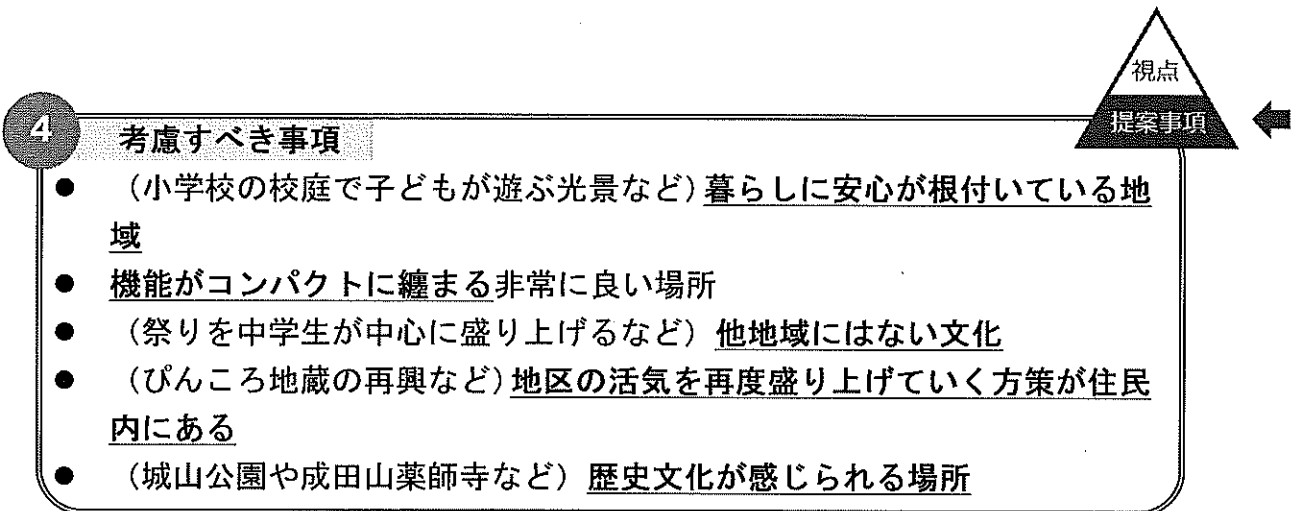 視点
提案事項
4
考慮すべき事項
● （小学校の校庭で子どもが遊ぶ光景など）暮らしに安心が根付いている地
域
● 機能がコンパクトに纏まる非常に良い場所
● （祭りを中学生が中心に盛り上げるなど）他地域にはない文化
● （ぴんころ地蔵の再興など）地区の活気を再度盛り上げていく方策が住民
内にある
● （城山公園や成田山薬師寺など）歴史文化が感じられる場所